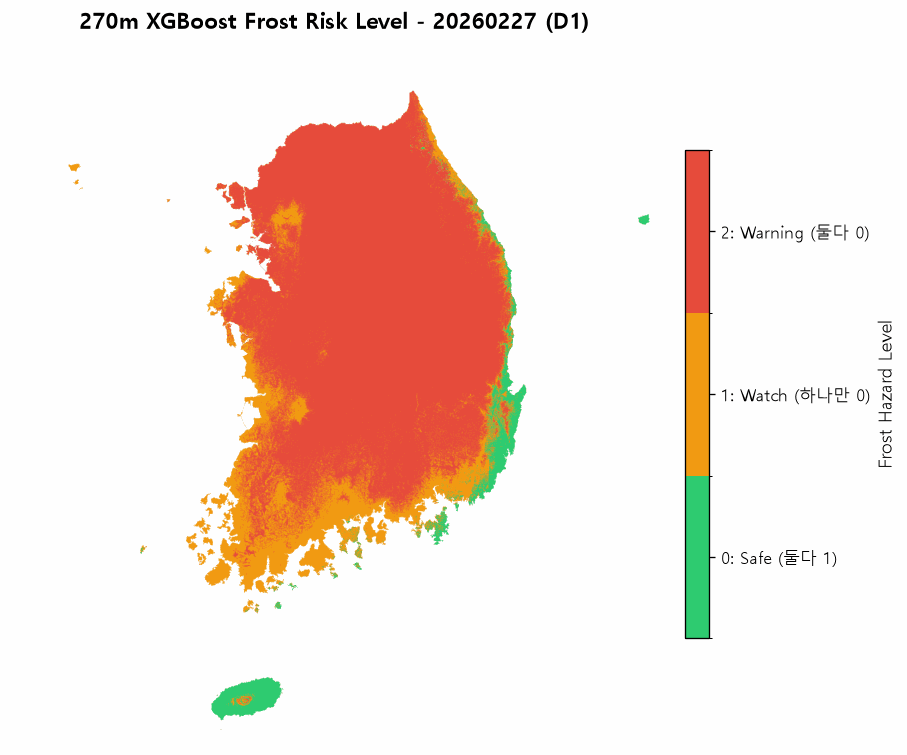 270m XGBoost Frost Risk Level - 20260227 (D1)
2: Warning (둘다 0)
1: Watch (하나만 0)
0: Safe (둘다 1)
Frost Hazard Level